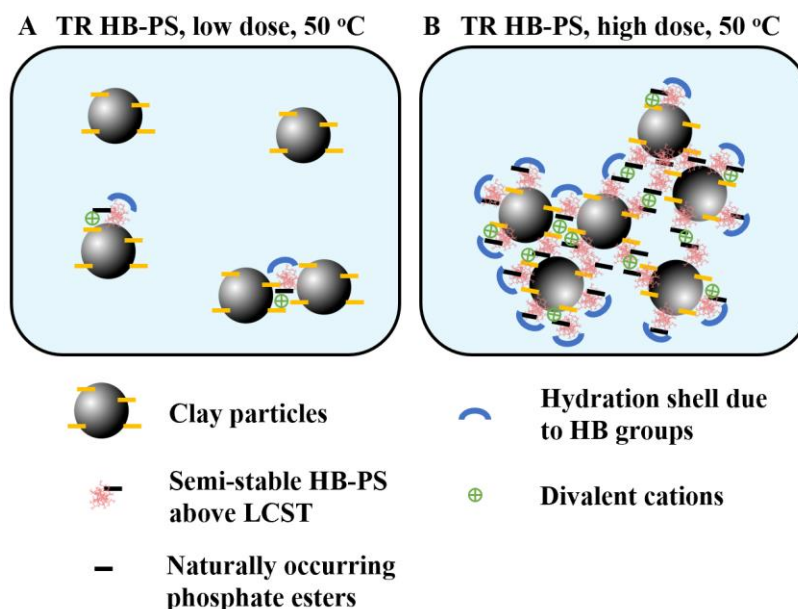 A TR HB-PS, low dose, 50 °C
B TR HB-PS, high dose, 50 °C
Clay particles
Semi-stable HB-PS
above LCST
Naturally occurring
phosphate esters
Hydration shell due
to HB groups
Divalent cations